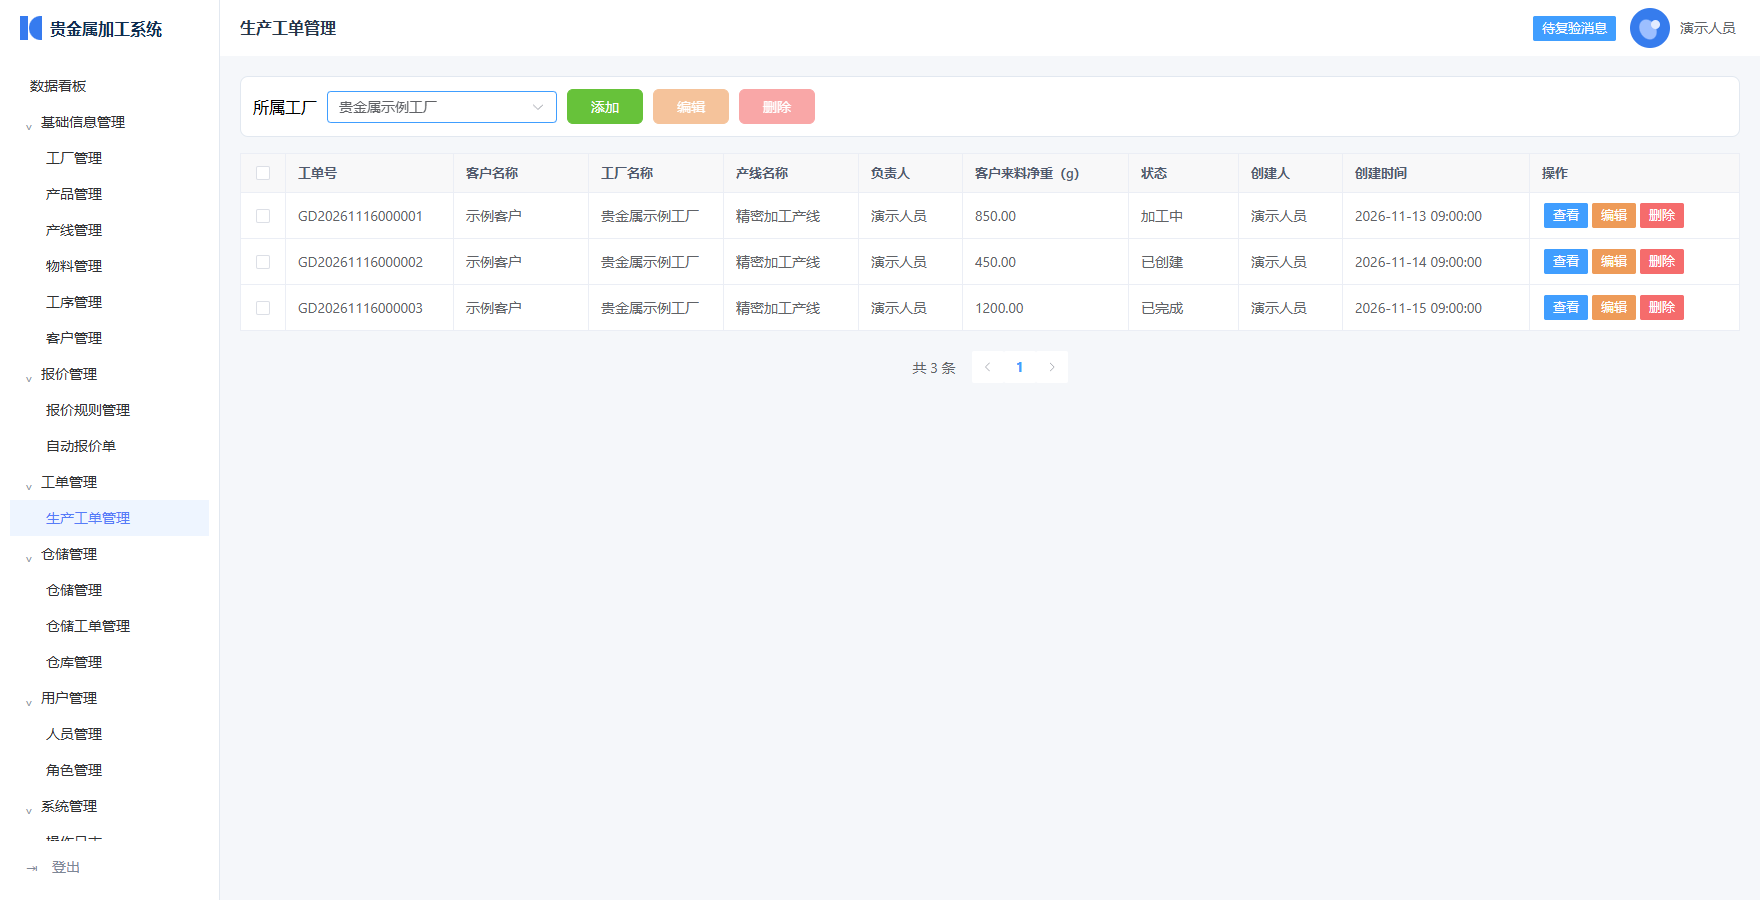 贵金属加工系统
数据看板
基础信息管理
工厂管理
产品管理
产线管理
物料管理
工序管理
客户管理
报价管理
报价规则管理
自动报价单
工单管理
生产工单管理
仓储管理
仓储管理
仓储工单管理
仓库管理
用户管理
人员管理
角色管理
系统管理
操作日志
登出
生产工单管理 待复验消息 演示人员
所属工厂 贵金属示例工厂 添加 编辑 删除
工单号 客户名称 工厂名称 产线名称 负责人 客户来料净重（g） 状态 创建人 创建时间 操作
GD20261116000001 示例客户 贵金属示例工厂 精密加工产线 演示人员 850.00 加工中 演示人员 2026-11-13 09:00:00 查看 编辑 删除
GD20261116000002 示例客户 贵金属示例工厂 精密加工产线 演示人员 450.00 已创建 演示人员 2026-11-14 09:00:00 查看 编辑 删除
GD20261116000003 示例客户 贵金属示例工厂 精密加工产线 演示人员 1200.00 已完成 演示人员 2026-11-15 09:00:00 查看 编辑 删除
共 3 条 1